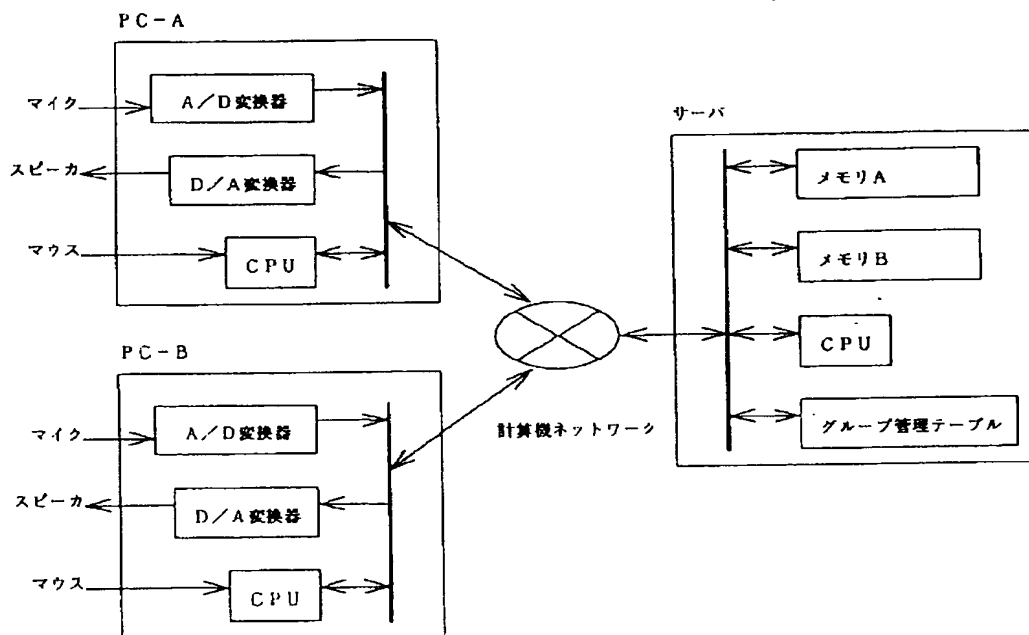 PC-A
マイク
A/D変換器
スピーカ
D/A変換器
マウス
CPU
PC-B
マイク
A/D変換器
スピーカ
D/A変換器
マウス
CPU
計算機ネットワーク
サーバ
メモリA
メモリB
CPU
グループ管理テーブル